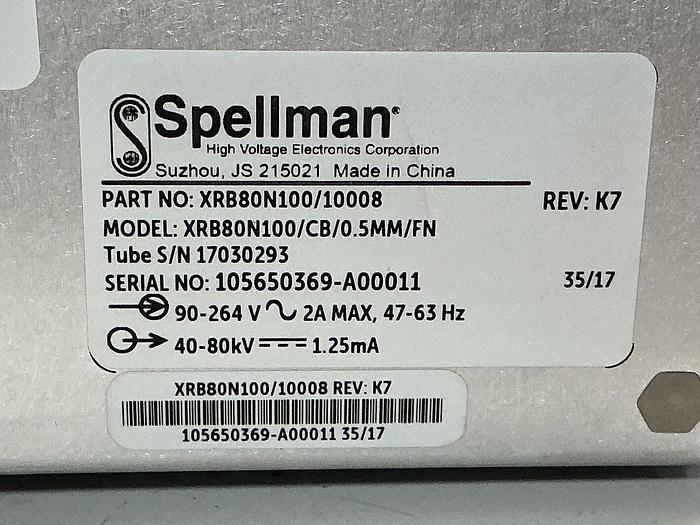 Spellman®
High Voltage Electronics Corporation
Suzhou, JS 215021 Made in China
PART NO: XRB80N100/10008 REV: K7
MODEL: XRB80N100/CB/0.5MM/FN
Tube S/N 17030293
SERIAL NO: 105650369-A00011 35/17
90-264 V ∿ 2A MAX, 47-63 Hz
40-80kV ⎓ 1.25mA
XRB80N100/10008 REV: K7
105650369-A00011 35/17